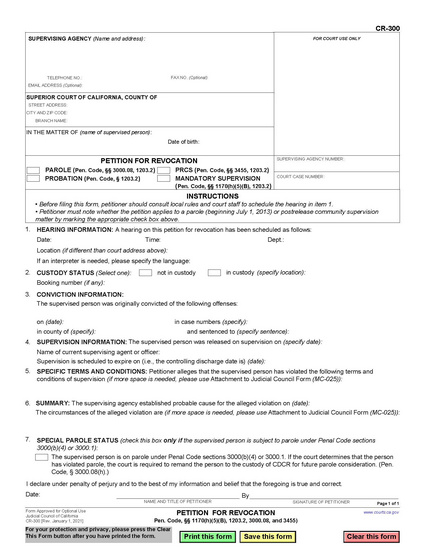 CR-300
SUPERVISING AGENCY (Name and address):
FOR COURT USE ONLY
TELEPHONE NO.:
FAX NO. (Optional):
EMAIL ADDRESS (Optional):
SUPERIOR COURT OF CALIFORNIA, COUNTY OF
STREET ADDRESS:
CITY AND ZIP CODE:
BRANCH NAME:
IN THE MATTER OF (name of supervised person):
Date of birth:
PETITION FOR REVOCATION
SUPERVISING AGENCY NUMBER:
PAROLE (Pen. Code, §§ 3000.08, 1203.2)
PRCS (Pen. Code, §§ 3455, 1203.2)
PROBATION (Pen. Code, § 1203.2)
MANDATORY SUPERVISION
(Pen. Code, §§ 1170(h)(5)(B), 1203.2)
COURT CASE NUMBER:
INSTRUCTIONS
• Before filing this form, petitioner should consult local rules and court staff to schedule the hearing in item 1.
• Petitioner must note whether the petition applies to a parole (beginning July 1, 2013) or postrelease community supervision
matter by marking the appropriate check box above.
1. HEARING INFORMATION: A hearing on this petition for revocation has been scheduled as follows:
Date:
Time:
Dept.:
Location (if different than court address above):
If an interpreter is needed, please specify the language:
2. CUSTODY STATUS (Select one):
not in custody
in custody (specify location):
Booking number (if any):
3. CONVICTION INFORMATION:
The supervised person was originally convicted of the following offenses:
on (date):
in case numbers (specify):
in county of (specify):
and sentenced to (specify sentence):
4. SUPERVISION INFORMATION: The supervised person was released on supervision on (specify date):
Name of current supervising agent or officer:
Supervision is scheduled to expire on (i.e., the controlling discharge date is) (date):
5. SPECIFIC TERMS AND CONDITIONS: Petitioner alleges that the supervised person has violated the following terms and
conditions of supervision (if more space is needed, please use Attachment to Judicial Council Form (MC-025)):
6. SUMMARY: The supervising agency established probable cause for the alleged violation on (date):
The circumstances of the alleged violation are (if more space is needed, please use Attachment to Judicial Council Form (MC-025)):
7. SPECIAL PAROLE STATUS (check this box only if the supervised person is subject to parole under Penal Code sections
3000(b)(4) or 3000.1):
The supervised person is on parole under Penal Code sections 3000(b)(4) or 3000.1. If the court determines that the person
has violated parole, the court is required to remand the person to the custody of CDCR for future parole consideration. (Pen.
Code, § 3000.08(h).)
I declare under penalty of perjury and to the best of my information and belief that the foregoing is true and correct.
Date:
By
NAME AND TITLE OF PETITIONER
SIGNATURE OF PETITIONER
Page 1 of 1
Form Approved for Optional Use
Judicial Council of California
CR-300 [Rev. January 1, 2021]
PETITION FOR REVOCATION
Pen. Code, §§ 1170(h)(5)(B), 1203.2, 3000.08, and 3455)
www.courts.ca.gov
For your protection and privacy, please press the Clear
This Form button after you have printed the form.
Print this form
Save this form
Clear this form